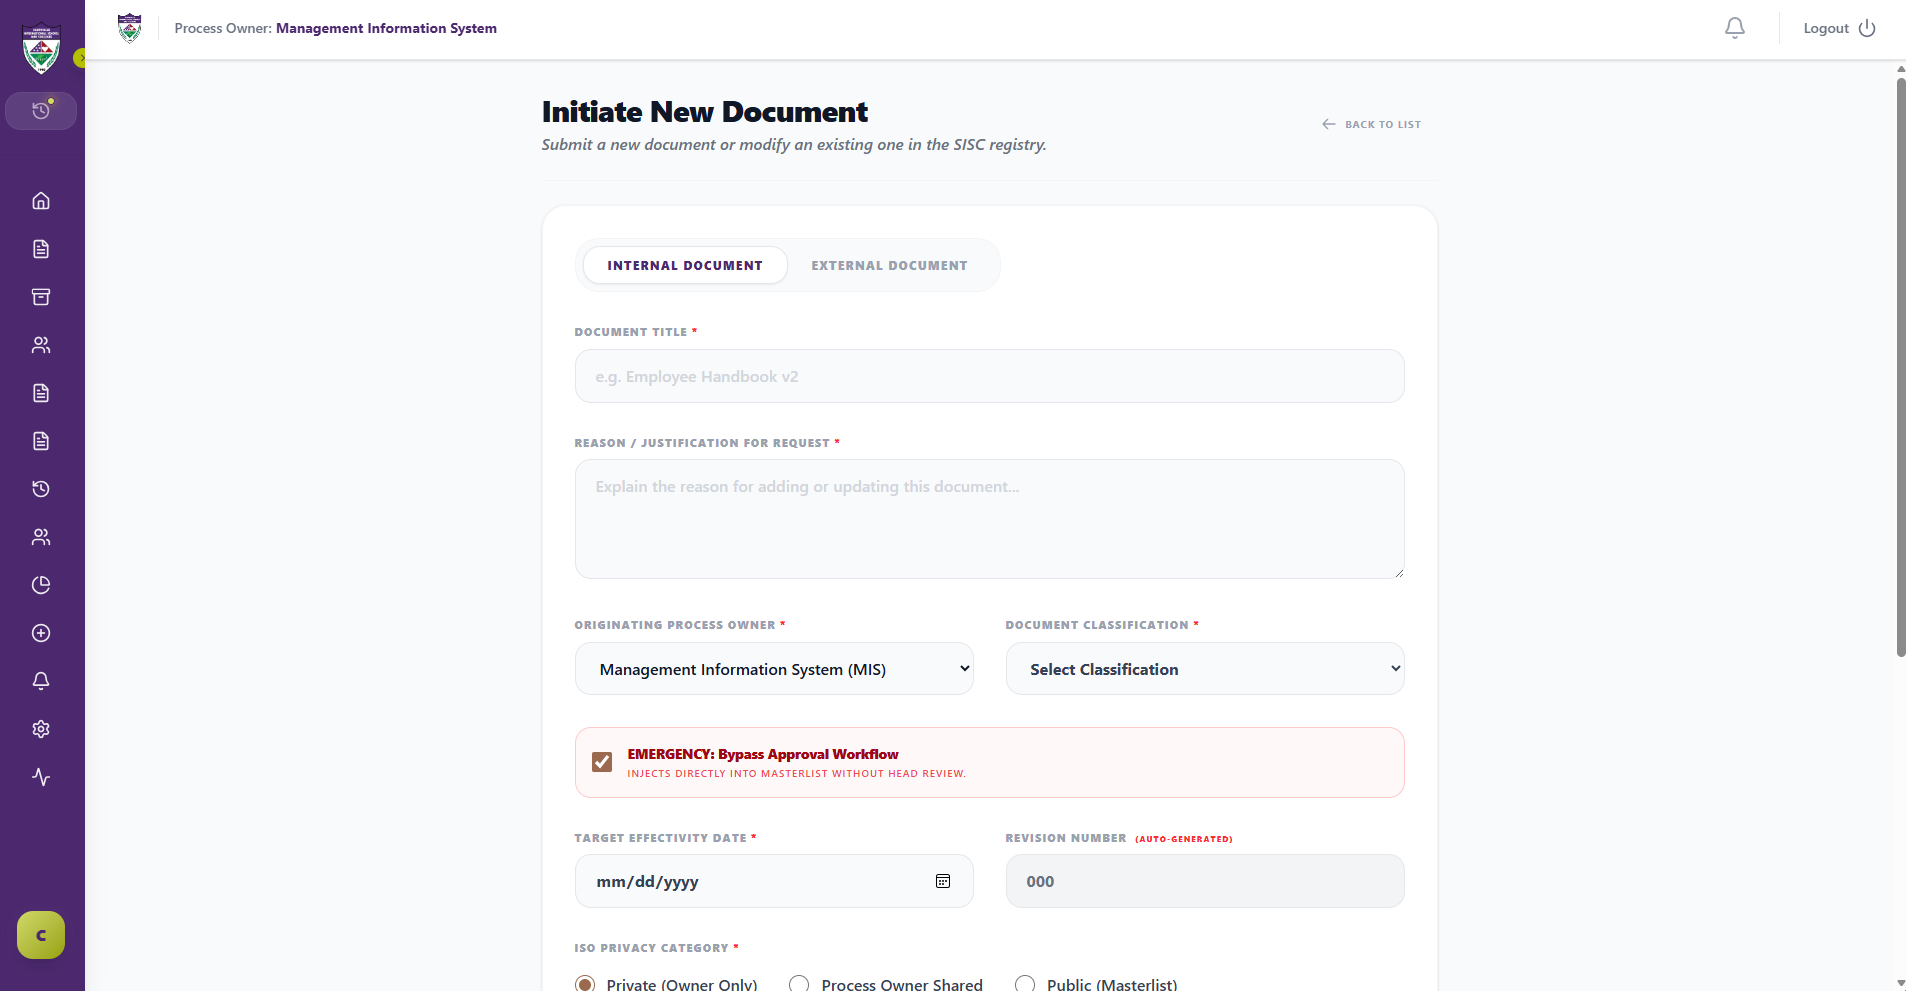 Process Owner: Management Information System
Logout
Initiate New Document
Submit a new document or modify an existing one in the SISC registry.
BACK TO LIST
INTERNAL DOCUMENT
EXTERNAL DOCUMENT
DOCUMENT TITLE *
e.g. Employee Handbook v2
REASON / JUSTIFICATION FOR REQUEST *
Explain the reason for adding or updating this document...
ORIGINATING PROCESS OWNER *
DOCUMENT CLASSIFICATION *
Management Information System (MIS)
Select Classification
EMERGENCY: Bypass Approval Workflow
INJECTS DIRECTLY INTO MASTERLIST WITHOUT HEAD REVIEW.
TARGET EFFECTIVITY DATE *
REVISION NUMBER (AUTO-GENERATED)
mm/dd/yyyy
000
ISO PRIVACY CATEGORY *
Private (Owner Only)
Process Owner Shared
Public (Masterlist)
C